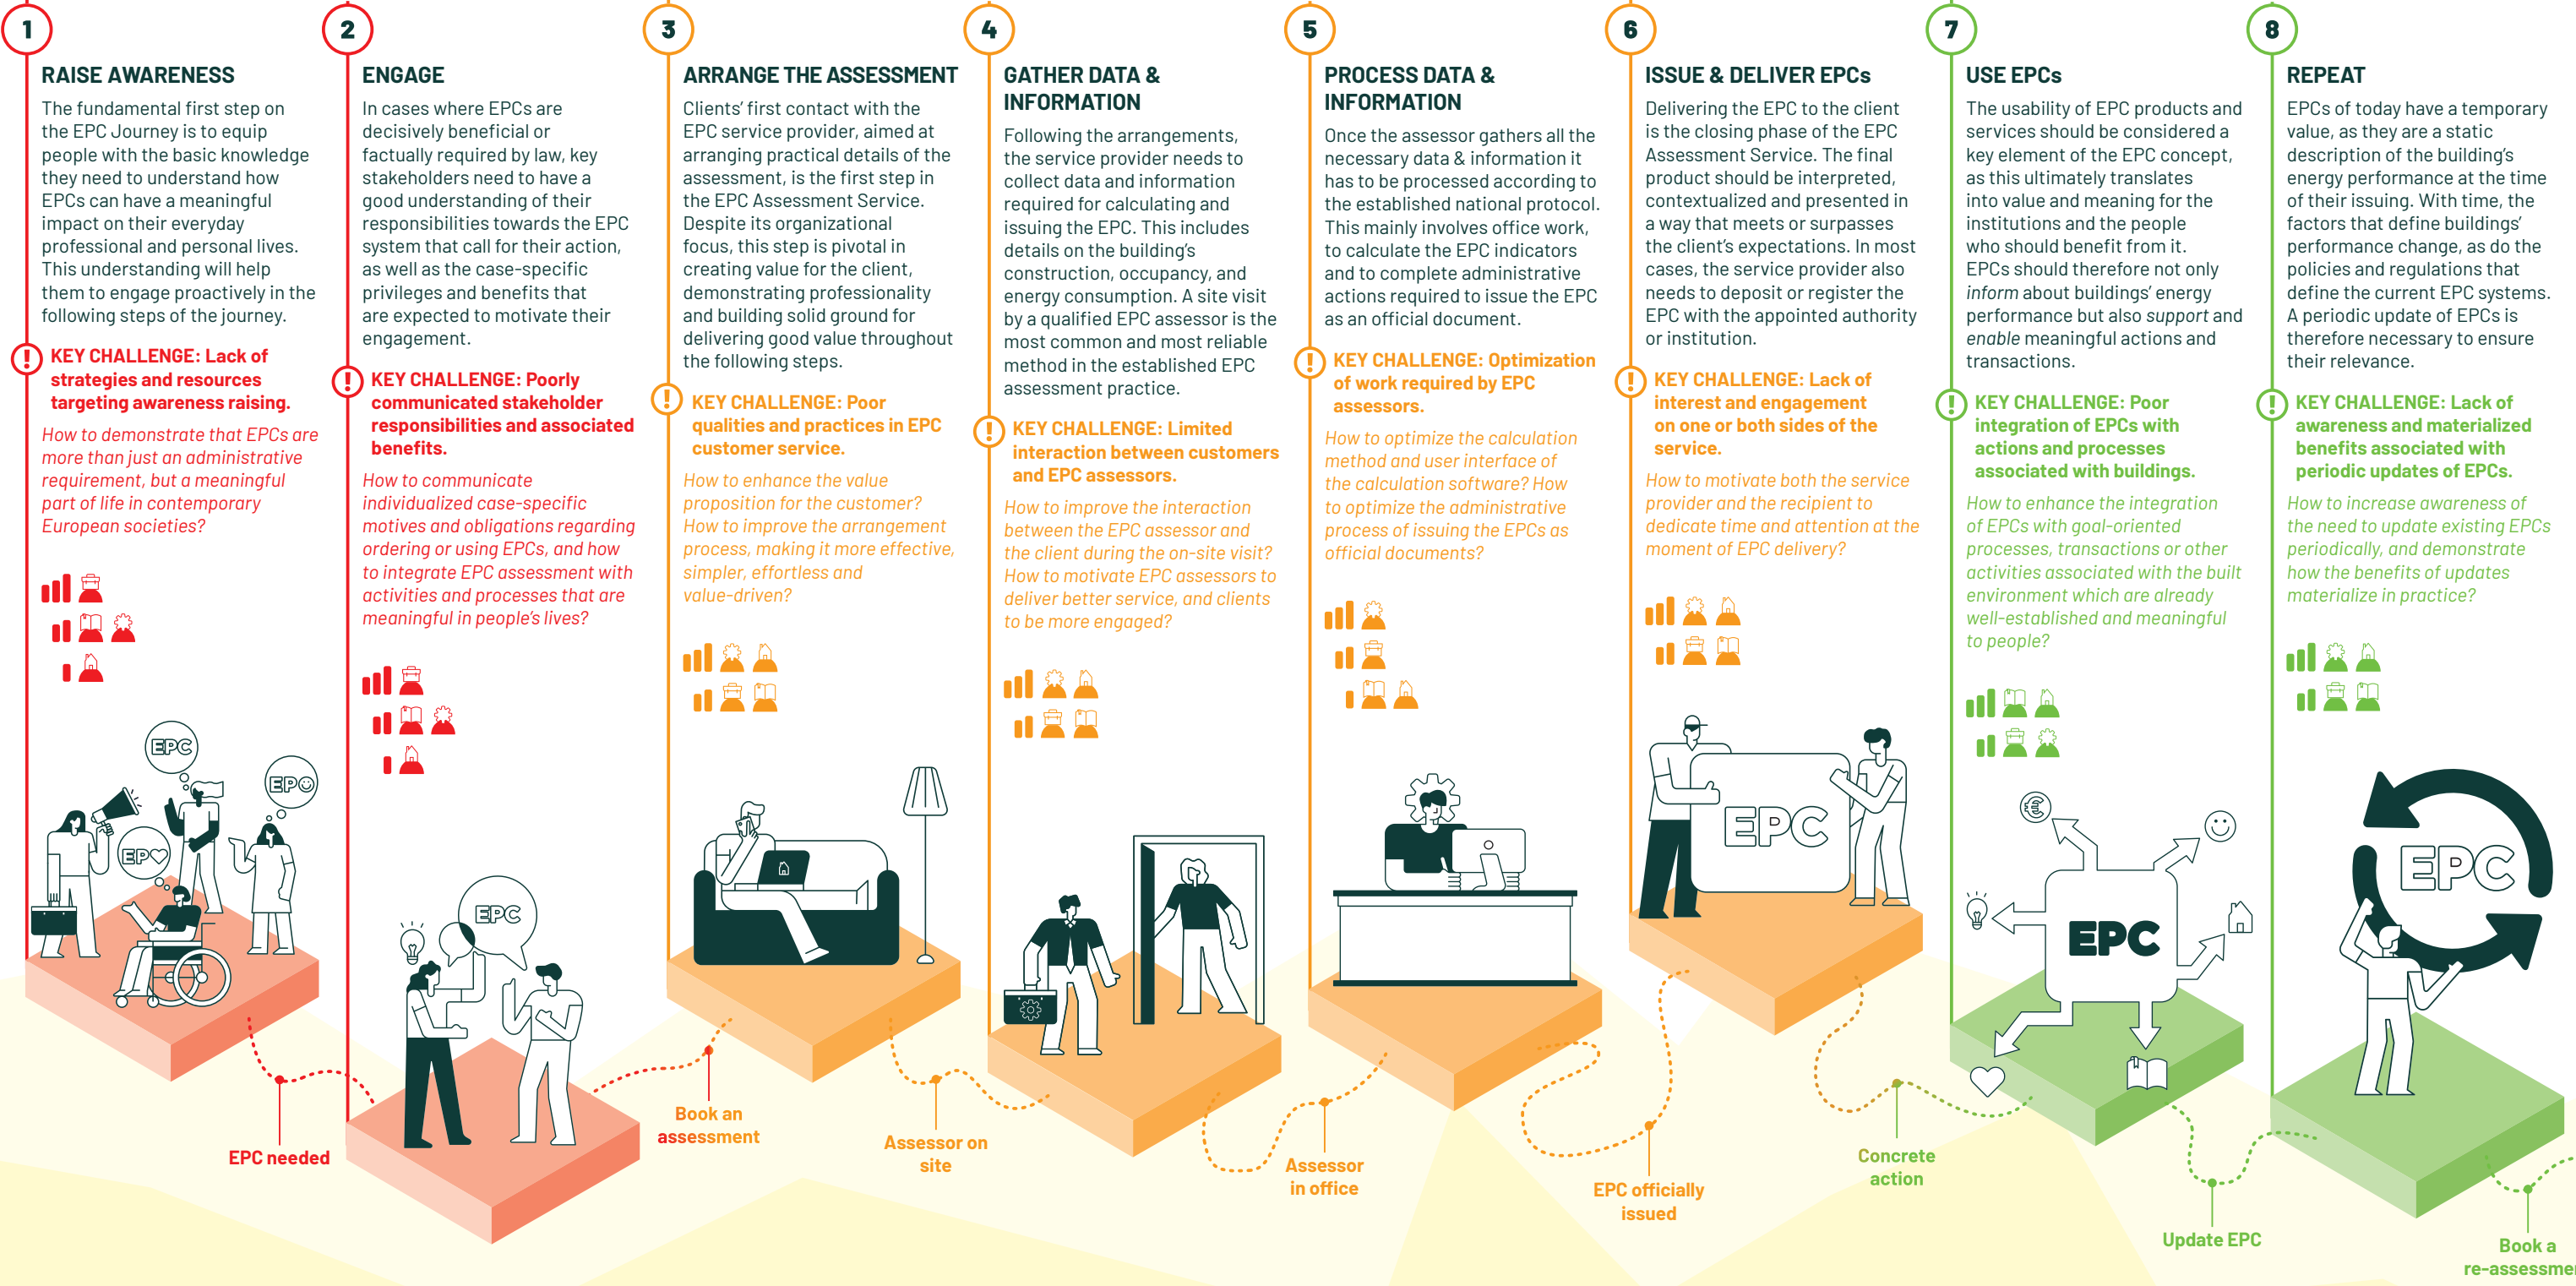 1
RAISE AWARENESS
The fundamental first step on
the EPC Journey is to equip
people with the basic knowledge
they need to understand how
EPCs can have a meaningful
impact on their everyday
professional and personal lives.
This understanding will help
them to engage proactively in the
following steps of the journey.
!
KEY CHALLENGE: Lack of
strategies and resources
targeting awareness raising.
How to demonstrate that EPCs are
more than just an administrative
requirement, but a meaningful
part of life in contemporary
European societies?
EPC
EP
EP
EPC needed
2
ENGAGE
In cases where EPCs are
decisively beneficial or
factually required by law, key
stakeholders need to have a
good understanding of their
responsibilities towards the EPC
system that call for their action,
as well as the case-specific
privileges and benefits that
are expected to motivate their
engagement.
!
KEY CHALLENGE: Poorly
communicated stakeholder
responsibilities and associated
benefits.
How to communicate
individualized case-specific
motives and obligations regarding
ordering or using EPCs, and how
to integrate EPC assessment with
activities and processes that are
meaningful in people's lives?
EPC
Book an
assessment
3
ARRANGE THE ASSESSMENT
Clients' first contact with the
EPC service provider, aimed at
arranging practical details of the
assessment, is the first step in
the EPC Assessment Service.
Despite its organizational
focus, this step is pivotal in
creating value for the client,
demonstrating professionality
and building solid ground for
delivering good value throughout
the following steps.
!
KEY CHALLENGE: Poor
qualities and practices in EPC
customer service.
How to enhance the value
proposition for the customer?
How to improve the arrangement
process, making it more effective,
simpler, effortless and
value-driven?
Assessor on
site
4
GATHER DATA &
INFORMATION
Following the arrangements,
the service provider needs to
collect data and information
required for calculating and
issuing the EPC. This includes
details on the building's
construction, occupancy, and
energy consumption. A site visit
by a qualified EPC assessor is the
most common and most reliable
method in the established EPC
assessment practice.
!
KEY CHALLENGE: Limited
interaction between customers
and EPC assessors.
How to improve the interaction
between the EPC assessor and
the client during the on-site visit?
How to motivate EPC assessors to
deliver better service, and clients
to be more engaged?
Assessor
in office
5
PROCESS DATA &
INFORMATION
Once the assessor gathers all the
necessary data & information it
has to be processed according to
the established national protocol.
This mainly involves office work,
to calculate the EPC indicators
and to complete administrative
actions required to issue the EPC
as an official document.
!
KEY CHALLENGE: Optimization
of work required by EPC
assessors.
How to optimize the calculation
method and user interface of
the calculation software? How
to optimize the administrative
process of issuing the EPCs as
official documents?
EPC officially
issued
6
ISSUE & DELIVER EPCs
Delivering the EPC to the client
is the closing phase of the EPC
Assessment Service. The final
product should be interpreted,
contextualized and presented in
a way that meets or surpasses
the client's expectations. In most
cases, the service provider also
needs to deposit or register the
EPC with the appointed authority
or institution.
!
KEY CHALLENGE: Lack of
interest and engagement
on one or both sides of the
service.
How to motivate both the service
provider and the recipient to
dedicate time and attention at the
moment of EPC delivery?
EPC
Concrete
action
7
USE EPCs
The usability of EPC products and
services should be considered a
key element of the EPC concept,
as this ultimately translates
into value and meaning for the
institutions and the people
who should benefit from it.
EPCs should therefore not only
inform about buildings' energy
performance but also support and
enable meaningful actions and
transactions.
!
KEY CHALLENGE: Poor
integration of EPCs with
actions and processes
associated with buildings.
How to enhance the integration
of EPCs with goal-oriented
processes, transactions or other
activities associated with the built
environment which are already
well-established and meaningful
to people?
€
EPC
Update EPC
8
REPEAT
EPCs of today have a temporary
value, as they are a static
description of the building's
energy performance at the time
of their issuing. With time, the
factors that define buildings'
performance change, as do the
policies and regulations that
define the current EPC systems.
A periodic update of EPCs is
therefore necessary to ensure
their relevance.
!
KEY CHALLENGE: Lack of
awareness and materialized
benefits associated with
periodic updates of EPCs.
How to increase awareness of
the need to update existing EPCs
periodically, and demonstrate
how the benefits of updates
materialize in practice?
EPC
Book a
re-assessme